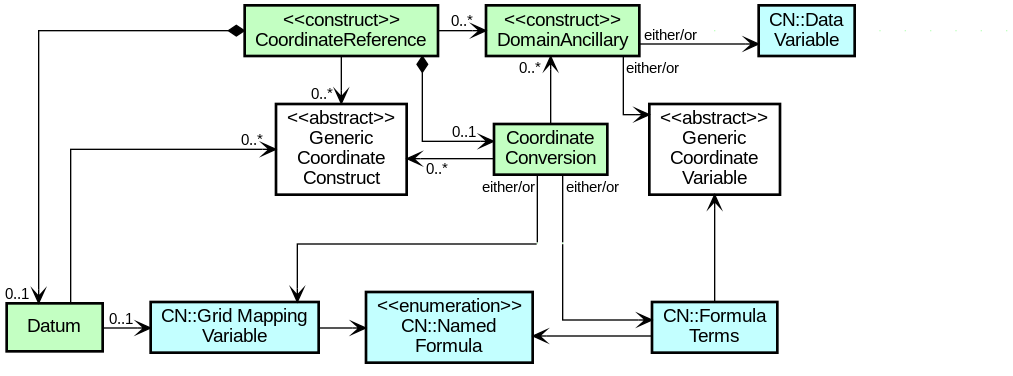 <<construct>>
CoordinateReference
0..*
<<construct>>
DomainAncillary
either/or
CN::Data
Variable
0..*
0..*
either/or
<<abstract>>
Generic
Coordinate
Construct
0..*
0..1
Coordinate
Conversion
0..*
<<abstract>>
Generic
Coordinate
Variable
either/or
either/or
0..1
Datum
0..1
CN::Grid Mapping
Variable
<<enumeration>>
CN::Named
Formula
CN::Formula
Terms